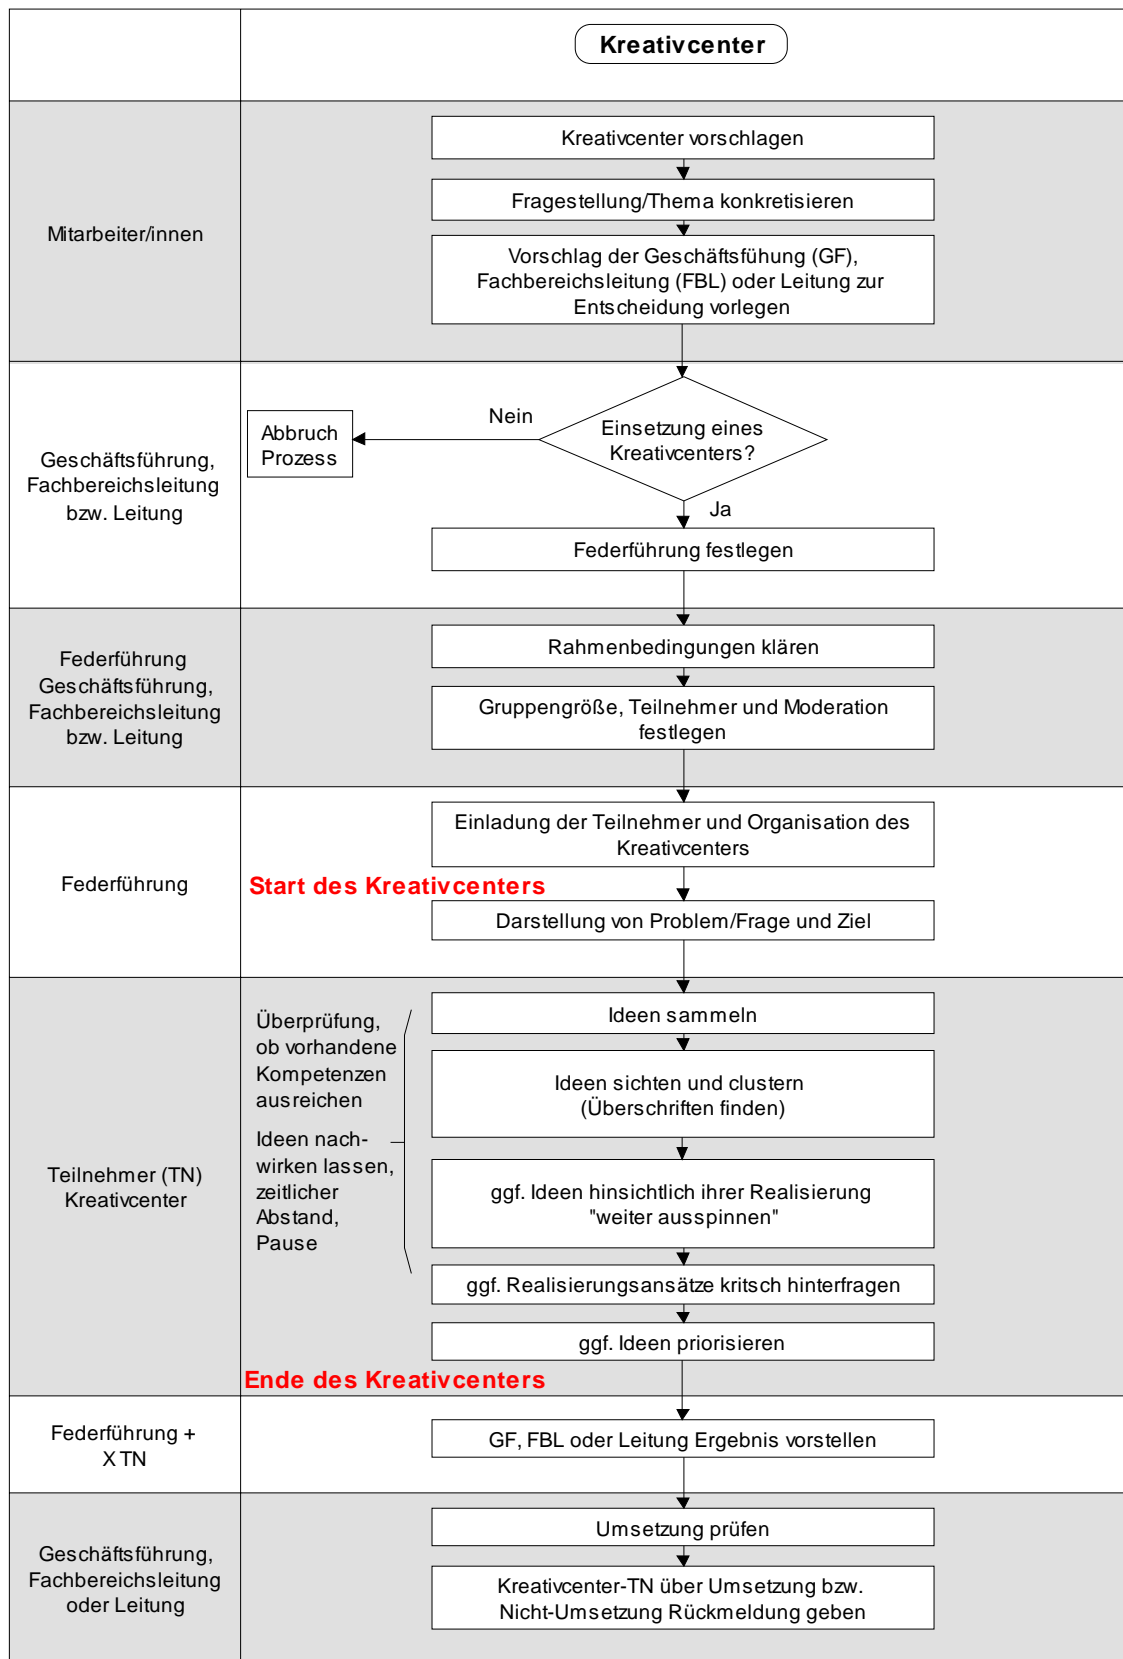 Kreativcenter
Mitarbeiter/innen
Kreativcenter vorschlagen
Fragestellung/Thema konkretisieren
Vorschlag der Geschäftsfühung (GF),
Fachbereichsleitung (FBL) oder Leitung zur
Entscheidung vorlegen
Geschäftsführung,
Fachbereichsleitung
bzw. Leitung
Einsetzung eines
Kreativcenters?
Nein
Abbruch
Prozess
Ja
Federführung festlegen
Federführung
Geschäftsführung,
Fachbereichsleitung
bzw. Leitung
Rahmenbedingungen klären
Gruppengröße, Teilnehmer und Moderation
festlegen
Federführung
Einladung der Teilnehmer und Organisation des
Kreativcenters
Start des Kreativcenters
Darstellung von Problem/Frage und Ziel
Teilnehmer (TN)
Kreativcenter
Überprüfung,
ob vorhandene
Kompetenzen
ausreichen
Ideen nach-
wirken lassen,
zeitlicher
Abstand,
Pause
Ideen sammeln
Ideen sichten und clustern
(Überschriften finden)
ggf. Ideen hinsichtlich ihrer Realisierung
"weiter ausspinnen"
ggf. Realisierungsansätze kritsch hinterfragen
ggf. Ideen priorisieren
Ende des Kreativcenters
Federführung +
X TN
GF, FBL oder Leitung Ergebnis vorstellen
Geschäftsführung,
Fachbereichsleitung
oder Leitung
Umsetzung prüfen
Kreativcenter-TN über Umsetzung bzw.
Nicht-Umsetzung Rückmeldung geben